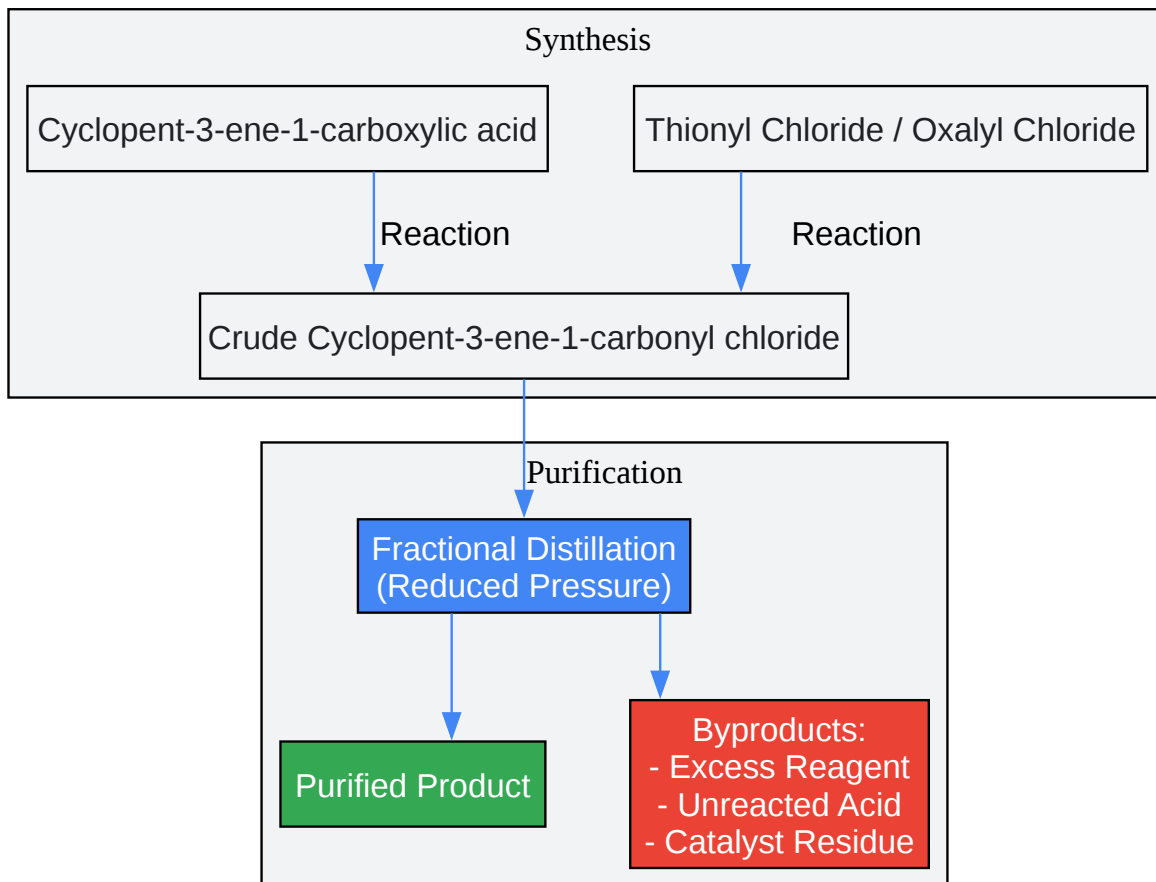 Synthesis
Cyclopent-3-ene-1-carboxylic acid
Thionyl Chloride / Oxalyl Chloride
Reaction
Reaction
Crude Cyclopent-3-ene-1-carbonyl chloride
Purification
Fractional Distillation
(Reduced Pressure)
Purified Product
Byproducts:
- Excess Reagent
- Unreacted Acid
- Catalyst Residue